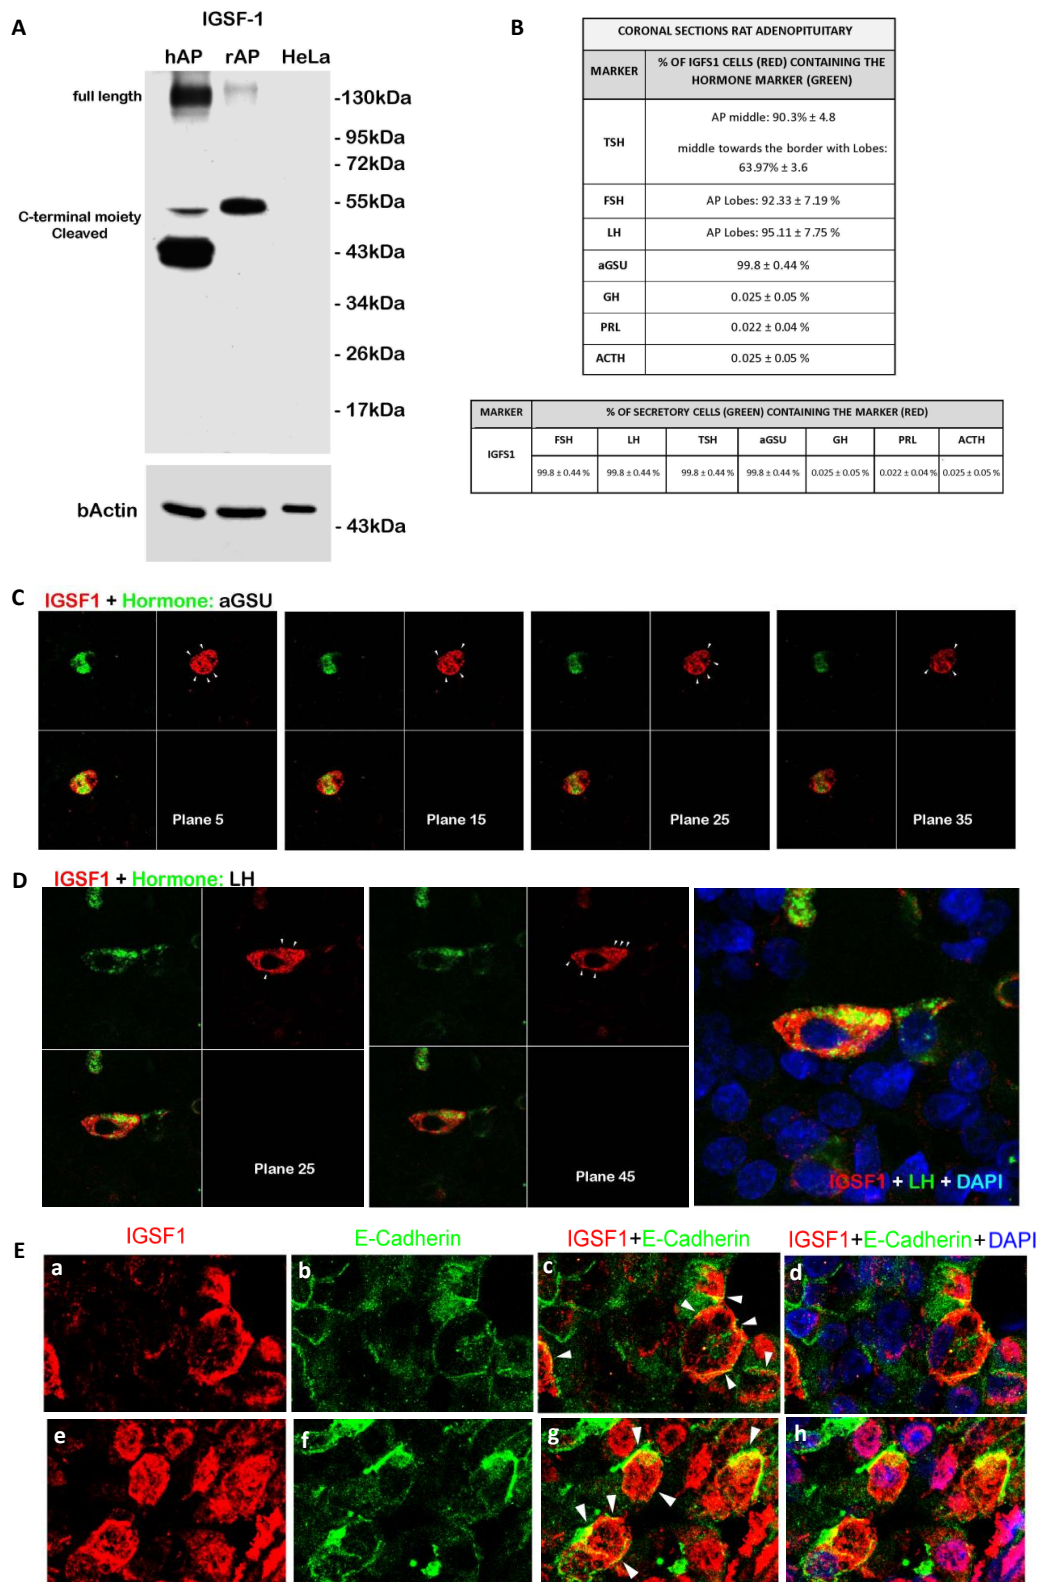 A
IGSF-1
hAP rAP HeLa
full length
-130kDa
- 95kDa
- 72kDa
- 55kDa
C-terminal moiety
Cleaved
- 43kDa
- 34kDa
- 26kDa
- 17kDa
bActin
- 43kDa
B
CORONAL SECTIONS RAT ADENOPITUITARY
MARKER
% OF IGFS1 CELLS (RED) CONTAINING THE
HORMONE MARKER (GREEN)
TSH
AP middle: 90.3% ± 4.8
middle towards the border with Lobes:
63.97% ± 3.6
FSH AP Lobes: 92.33 ± 7.19 %
LH AP Lobes: 95.11 ± 7.75 %
aGSU 99.8 ± 0.44 %
GH 0.025 ± 0.05 %
PRL 0.022 ± 0.04 %
ACTH 0.025 ± 0.05 %
MARKER % OF SECRETORY CELLS (GREEN) CONTAINING THE MARKER (RED)
IGFS1
FSH LH TSH aGSU GH PRL ACTH
99.8 ± 0.44 % 99.8 ± 0.44 % 99.8 ± 0.44 % 99.8 ± 0.44 % 0.025 ± 0.05 % 0.022 ± 0.04 % 0.025 ± 0.05 %
C
IGSF1 + Hormone: aGSU
Plane 5
Plane 15
Plane 25
Plane 35
D
IGSF1 + Hormone: LH
Plane 25
Plane 45
IGSF1 + LH + DAPI
E
IGSF1
E-Cadherin
IGSF1+E-Cadherin
IGSF1+E-Cadherin+DAPI
a
b
c
d
e
f
g
h